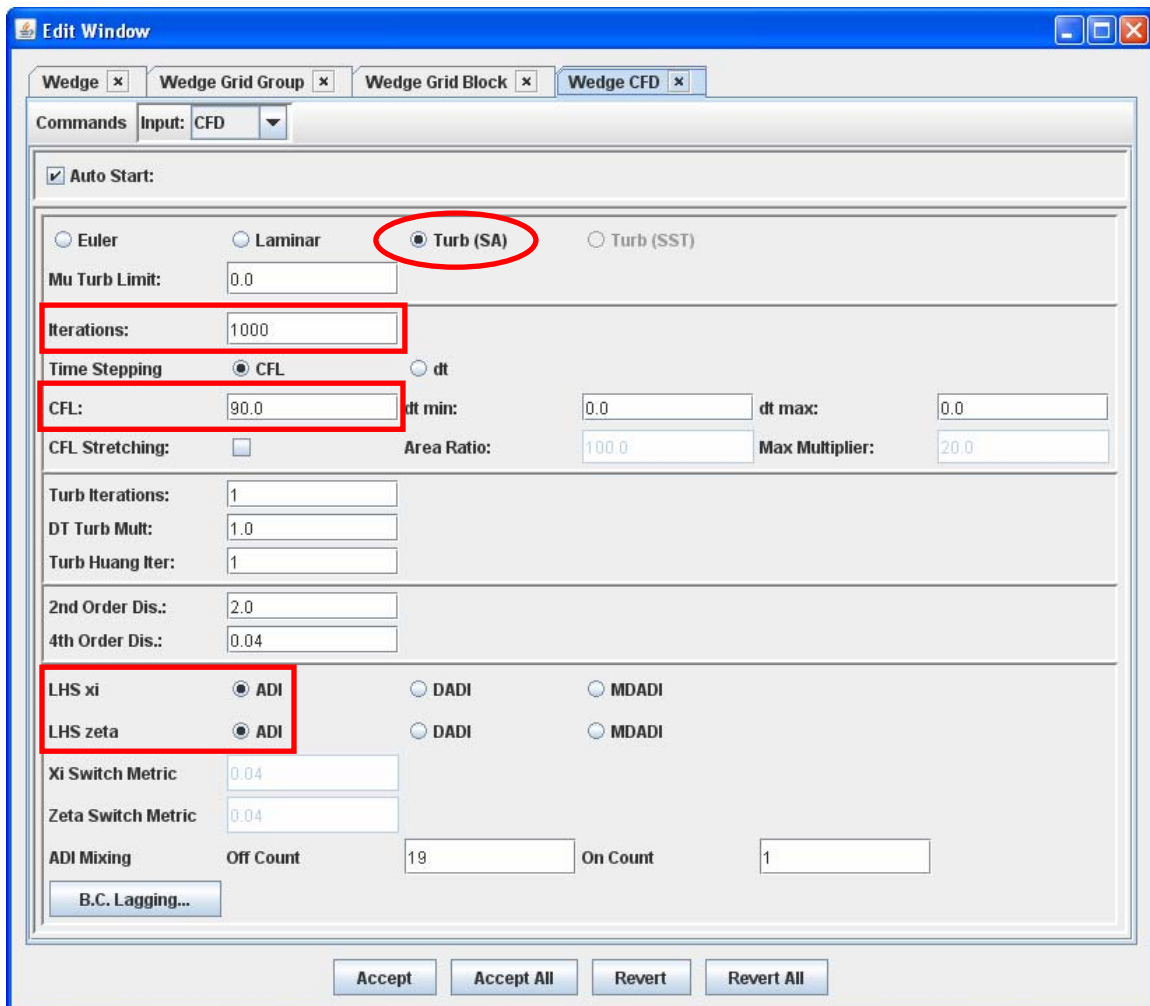 Edit Window
Wedge Wedge Grid Group Wedge Grid Block Wedge CFD
Commands Input: CFD
Auto Start:
Euler Laminar Turb (SA) Turb (SST)
Mu Turb Limit: 0.0
Iterations: 1000
Time Stepping CFL dt
CFL: 90.0 dt min: 0.0 dt max: 0.0
CFL Stretching: Area Ratio: 100.0 Max Multiplier: 20.0
Turb Iterations: 1
DT Turb Mult: 1.0
Turb Huang Iter: 1
2nd Order Dis.: 2.0
4th Order Dis.: 0.04
LHS xi ADI DADI MDADI
LHS zeta ADI DADI MDADI
Xi Switch Metric 0.04
Zeta Switch Metric 0.04
ADI Mixing Off Count 19 On Count 1
B.C. Lagging...
Accept Accept All Revert Revert All